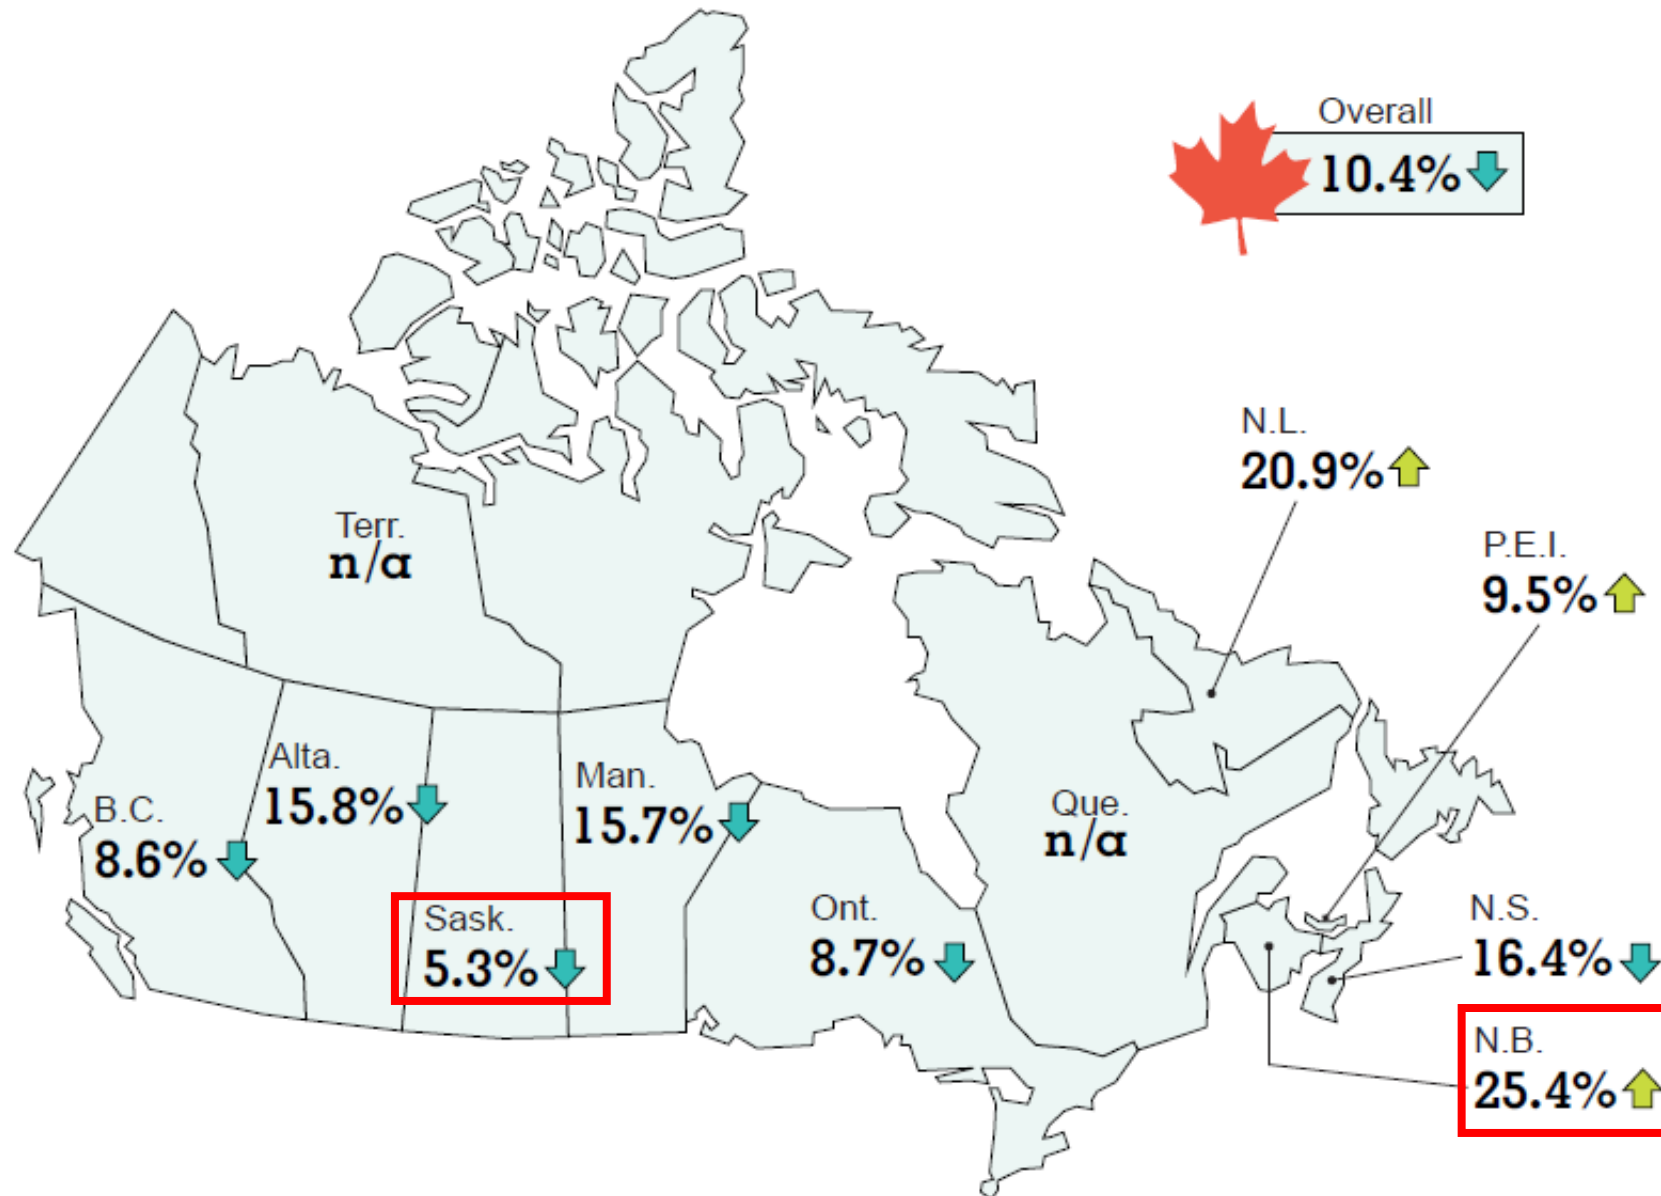 Overall
10.4%
N.L.
20.9%
P.E.I.
9.5%
Terr.
n/a
Alta.
15.8%
Man.
15.7%
B.C.
8.6%
Que.
n/a
Sask.
5.3%
Ont.
8.7%
N.S.
16.4%
N.B.
25.4%